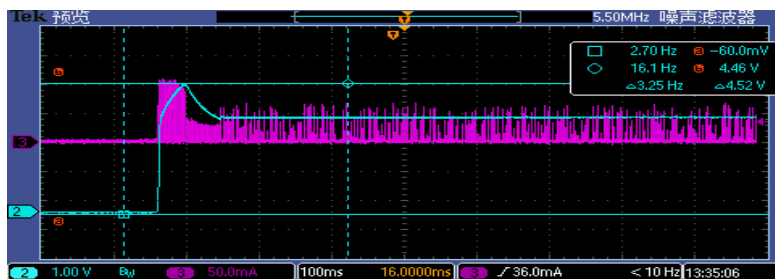 Tek 预览 5.50MHz 噪声滤波器
2.70 Hz -60.0mV
16.1 Hz 4.46 V
△3.25 Hz △4.52 V
3
2
2 1.00 V BW 3 50.0mA 100ms 16.0000ms 3 36.0mA < 10 Hz 13:35:06